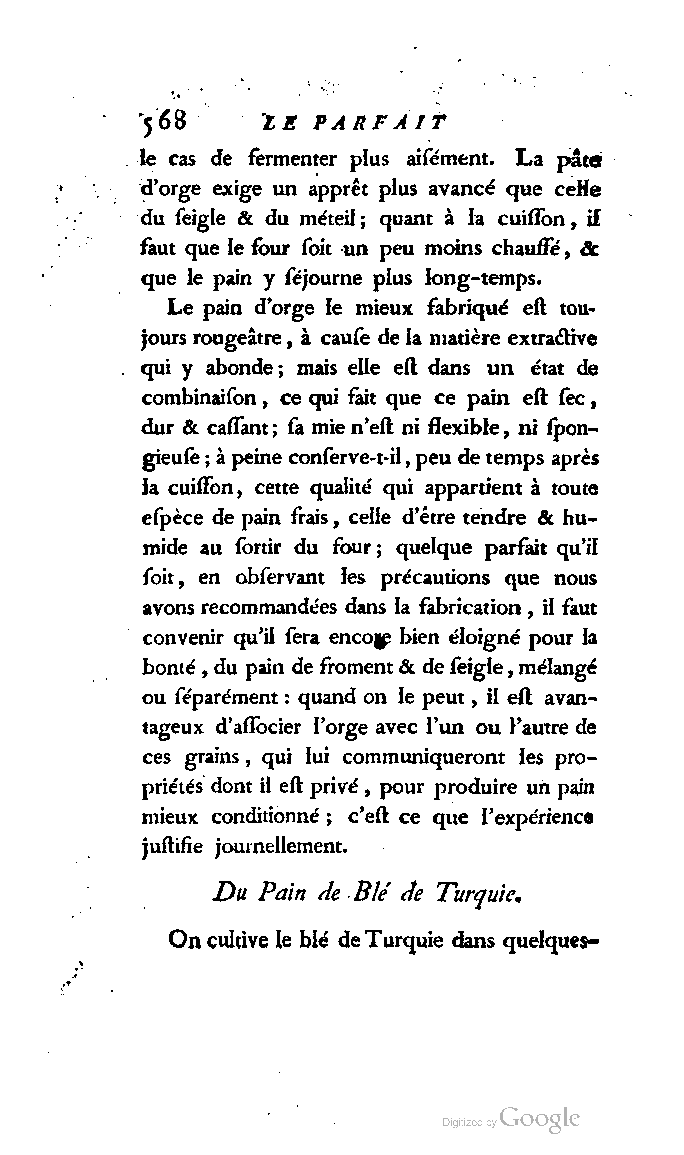 568 LE PARFAIT
le cas de fermenter plus aiſément. La pâte
d'orge exige un apprêt plus avancé que celle
du ſeigle & du méteil; quant à la cuiſſon, il
faut que le four ſoit un peu moins chauffé, &
que le pain y ſéjourne plus long-temps.
Le pain d'orge le mieux fabriqué eſt tou-
jours rougeâtre, à cauſe de la matière extractive
qui y abonde; mais elle eſt dans un état de
combinaiſon, ce qui fait que ce pain eſt ſec,
dur & caſſant; ſa mie n'eſt ni flexible, ni ſpon-
gieuſe; à peine conſerve-t-il, peu de temps après
la cuiſſon, cette qualité qui appartient à toute
eſpèce de pain frais, celle d'être tendre & hu-
mide au ſortir du four; quelque parfait qu'il
ſoit, en obſervant les précautions que nous
avons recommandées dans la fabrication, il faut
convenir qu'il ſera encore bien éloigné pour la
bonté, du pain de froment & de ſeigle, mélangé
ou ſéparément: quand on le peut, il eſt avan-
tageux d'aſſocier l'orge avec l'un ou l'autre de
ces grains, qui lui communiqueront les pro-
priétés dont il eſt privé, pour produire un pain
mieux conditionné; c'eſt ce que l'expérience
juſtifie journellement.
Du Pain de Blé de Turquie.
On cultive le blé de Turquie dans quelques-
Digitized by Google